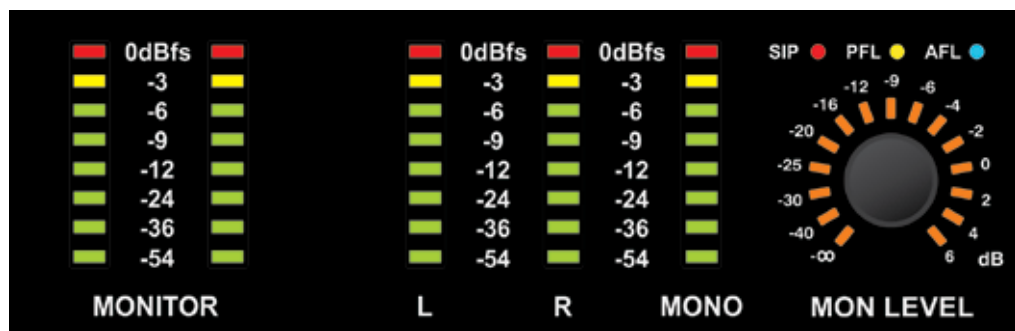 0dBfs 0dBfs 0dBfs SIP PFL AFL
-3 -3 -3
-6 -6 -6
-9 -9 -9
-12 -12 -12
-24 -24 -24
-36 -36 -36
-54 -54 -54
-∞ -40 -30 -25 -20 -16 -12 -9 -6 -4 -2 0 2 4 6 dB
MONITOR L R MONO MON LEVEL